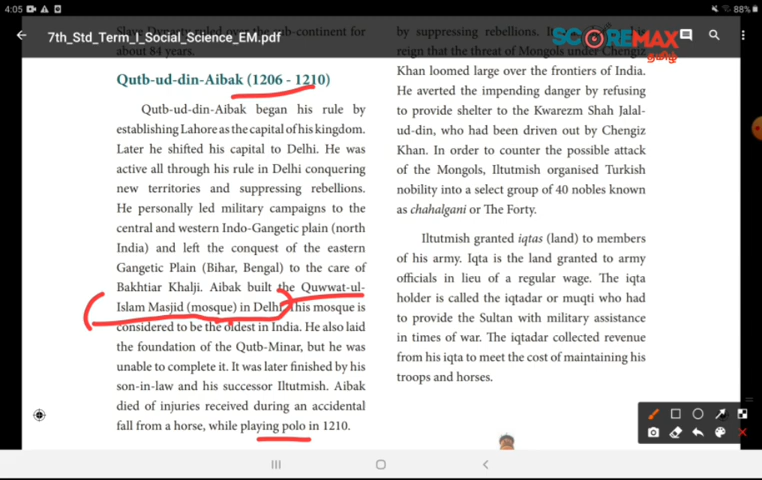 4:05
88%
7th_Std_Term_I_Social_Science_EM.pdf
SCOREMAX
தமிழ்
Slave Dynasty ruled over the sub-continent for
about 84 years.
Qutb-ud-din-Aibak (1206 - 1210)
Qutb-ud-din-Aibak began his rule by
establishing Lahore as the capital of his kingdom.
Later he shifted his capital to Delhi. He was
active all through his rule in Delhi conquering
new territories and suppressing rebellions.
He personally led military campaigns to the
central and western Indo-Gangetic plain (north
India) and left the conquest of the eastern
Gangetic Plain (Bihar, Bengal) to the care of
Bakhtiar Khalji. Aibak built the Quwwat-ul-
Islam Masjid (mosque) in Delhi. This mosque is
considered to be the oldest in India. He also laid
the foundation of the Qutb-Minar, but he was
unable to complete it. It was later finished by his
son-in-law and his successor Iltutmish. Aibak
died of injuries received during an accidental
fall from a horse, while playing polo in 1210.
by suppressing rebellions. It
reign that the threat of Mongols under Chengiz
Khan loomed large over the frontiers of India.
He averted the impending danger by refusing
to provide shelter to the Kwarezm Shah Jalal-
ud-din, who had been driven out by Chengiz
Khan. In order to counter the possible attack
of the Mongols, Iltutmish organised Turkish
nobility into a select group of 40 nobles known
as chahalgani or The Forty.
Iltutmish granted iqtas (land) to members
of his army. Iqta is the land granted to army
officials in lieu of a regular wage. The iqta
holder is called the iqtadar or muqti who had
to provide the Sultan with military assistance
in times of war. The iqtadar collected revenue
from his iqta to meet the cost of maintaining his
troops and horses.